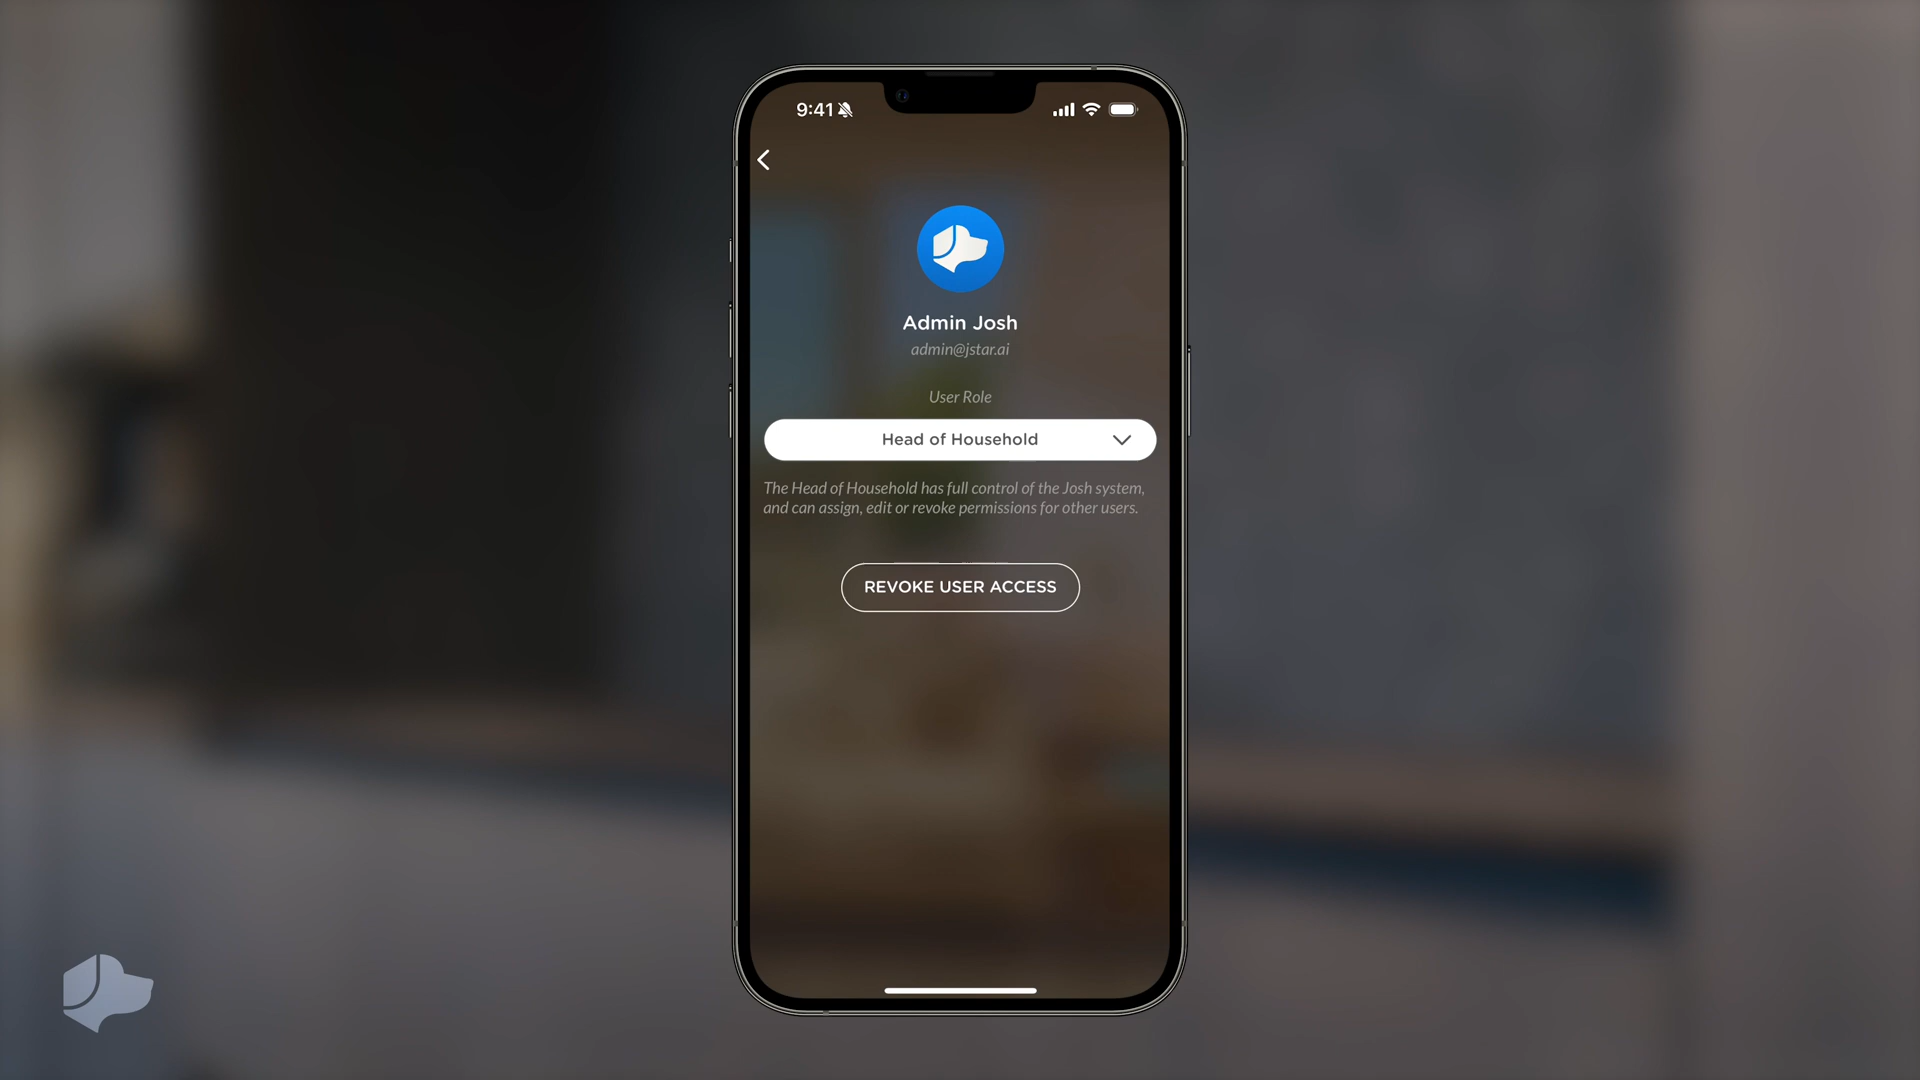 9:41
Admin Josh
admin@jstar.ai
User Role
Head of Household
The Head of Household has full control of the Josh system,
and can assign, edit or revoke permissions for other users.
REVOKE USER ACCESS